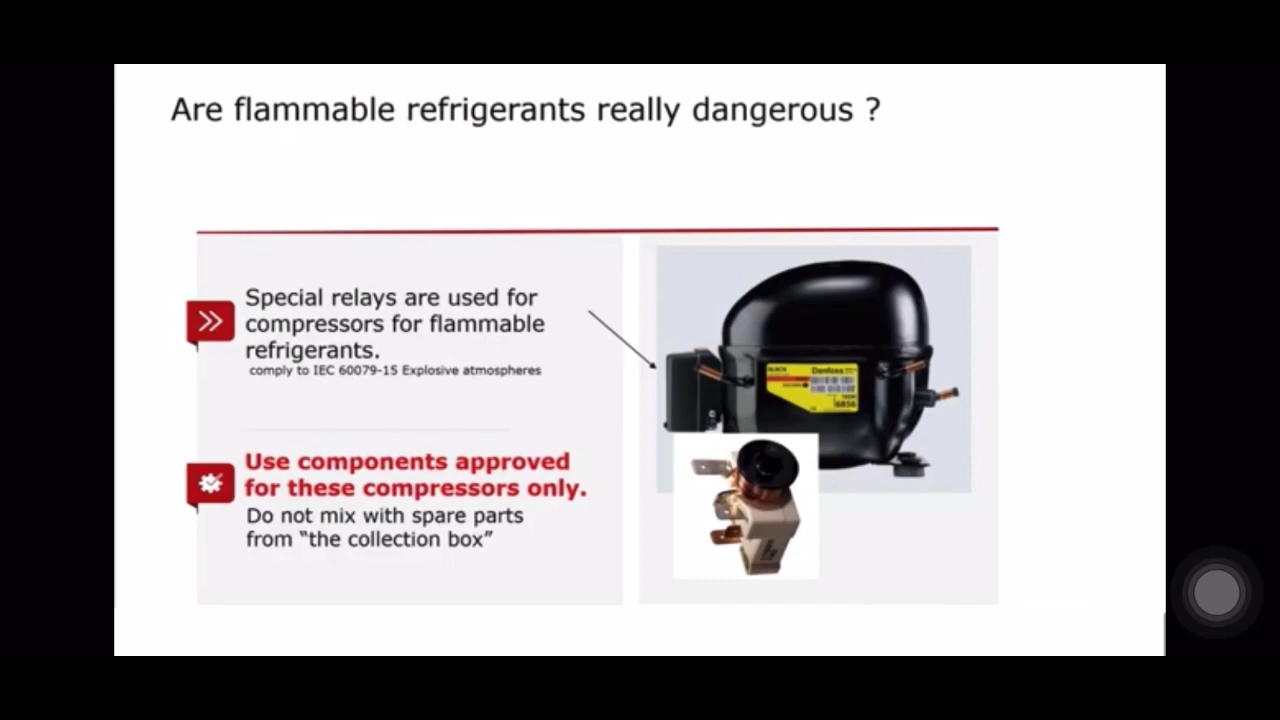 Are flammable refrigerants really dangerous ?
Special relays are used for
compressors for flammable
refrigerants.
comply to IEC 60079-15 Explosive atmospheres
Use components approved
for these compressors only.
Do not mix with spare parts
from “the collection box”
Danfoss